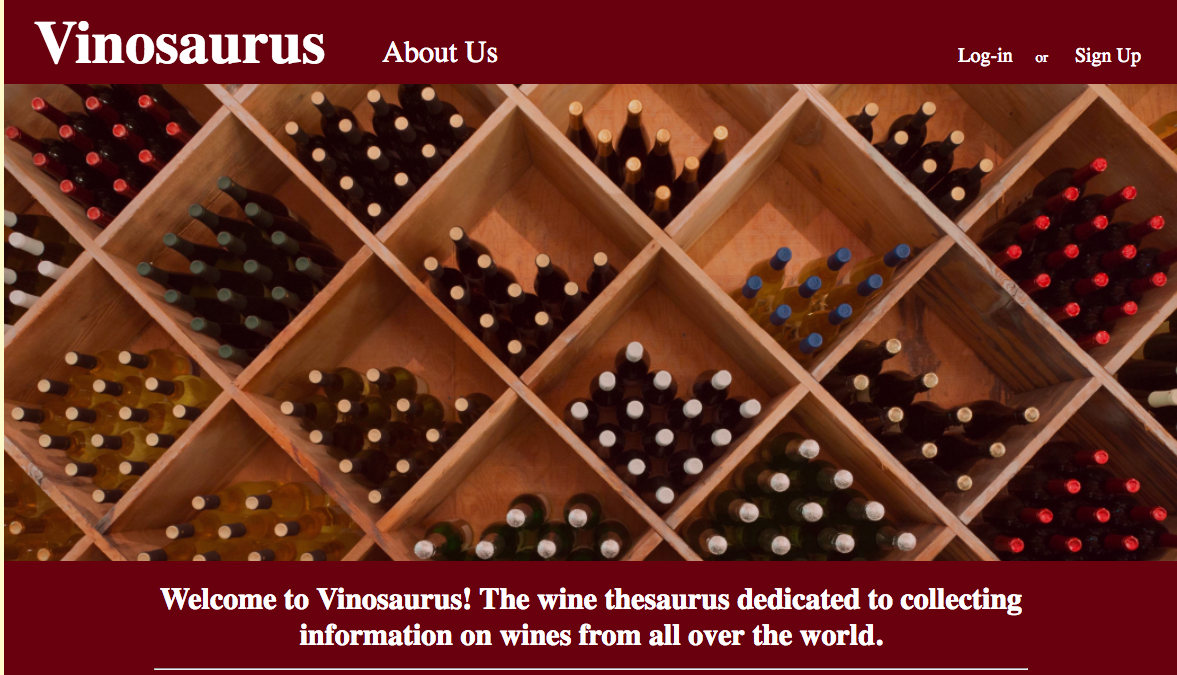 Vinosaurus
About Us
Log-in or Sign Up
Welcome to Vinosaurus! The wine thesaurus dedicated to collecting
information on wines from all over the world.